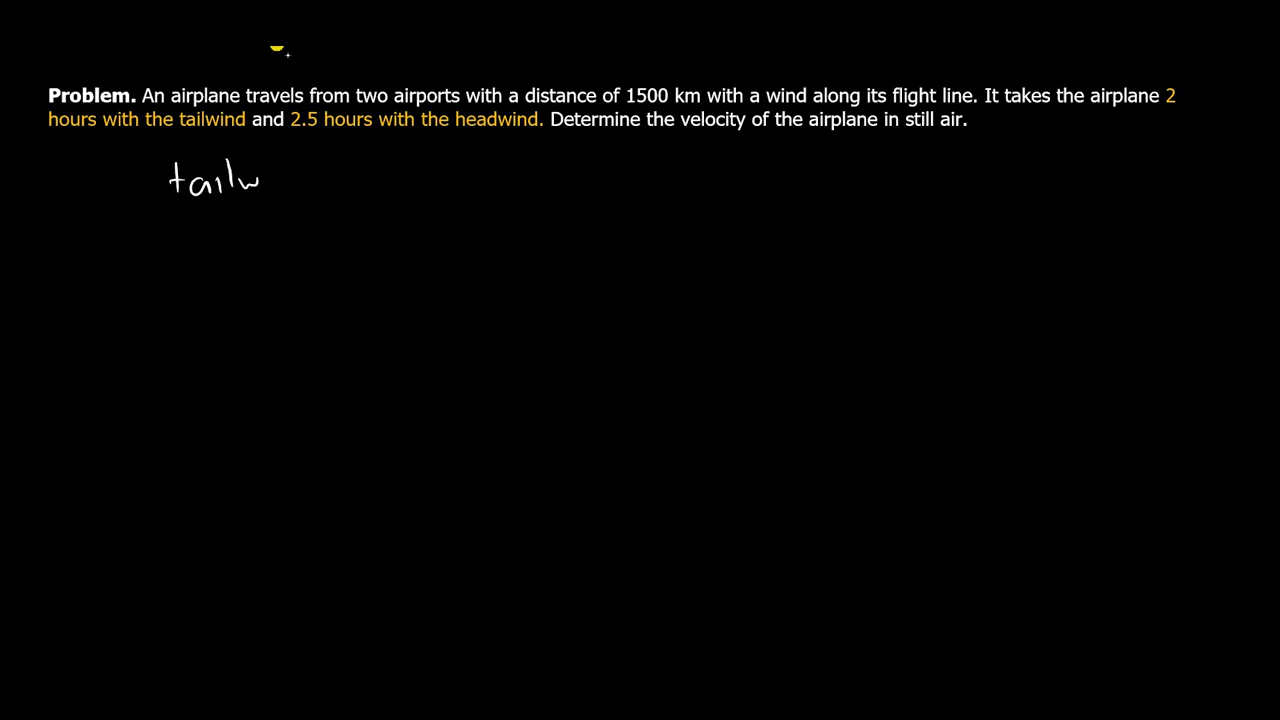 Problem. An airplane travels from two airports with a distance of 1500 km with a wind along its flight line. It takes the airplane 2
hours with the tailwind and 2.5 hours with the headwind. Determine the velocity of the airplane in still air.
tailw